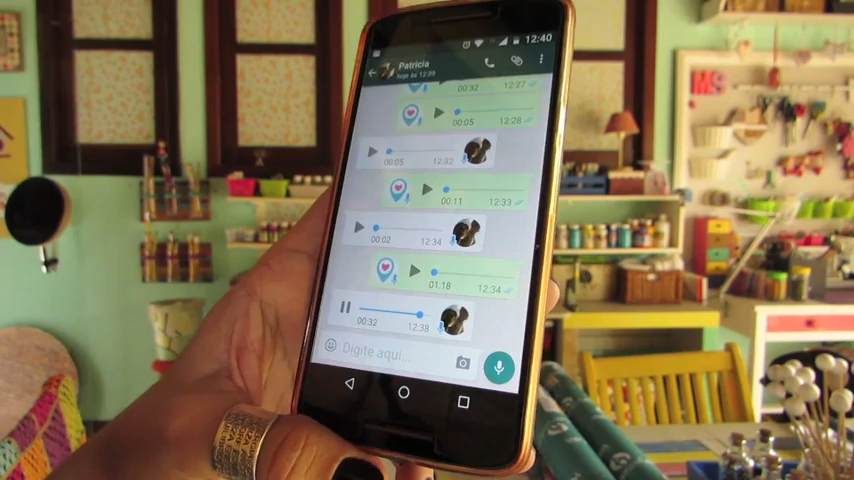 12:40
Patricia
hoje às 12:39
00:32 12:27
00:05 12:28
00:05 12:32
00:11 12:33
00:02 12:34
01:18 12:34
00:32 12:38
Digite aqui...